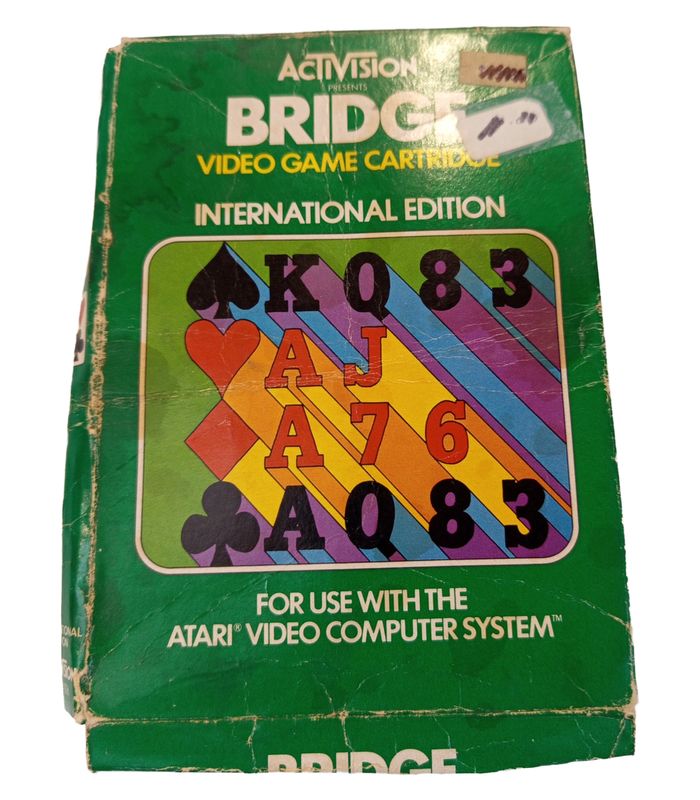 ACTIVISION
PRESENTS
BRIDGE
VIDEO GAME CARTRIDGE
INTERNATIONAL EDITION
♠ K Q 8 3
♥ A J
♦ A 7 6
♣ A Q 8 3
FOR USE WITH THE
ATARI® VIDEO COMPUTER SYSTEM™
BRIDGE